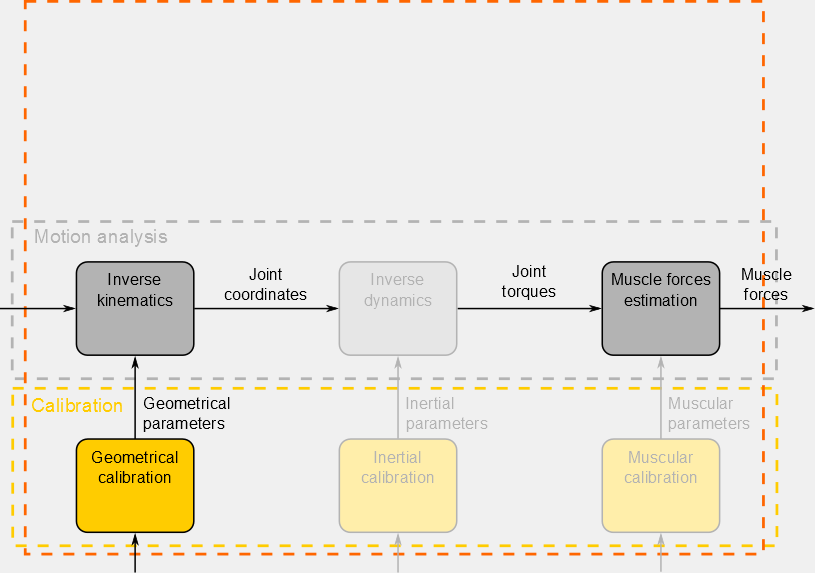 Motion analysis
Inverse
kinematics
Joint
coordinates
Inverse
dynamics
Joint
torques
Muscle forces
estimation
Muscle
forces
Calibration
Geometrical
parameters
Inertial
parameters
Muscular
parameters
Geometrical
calibration
Inertial
calibration
Muscular
calibration